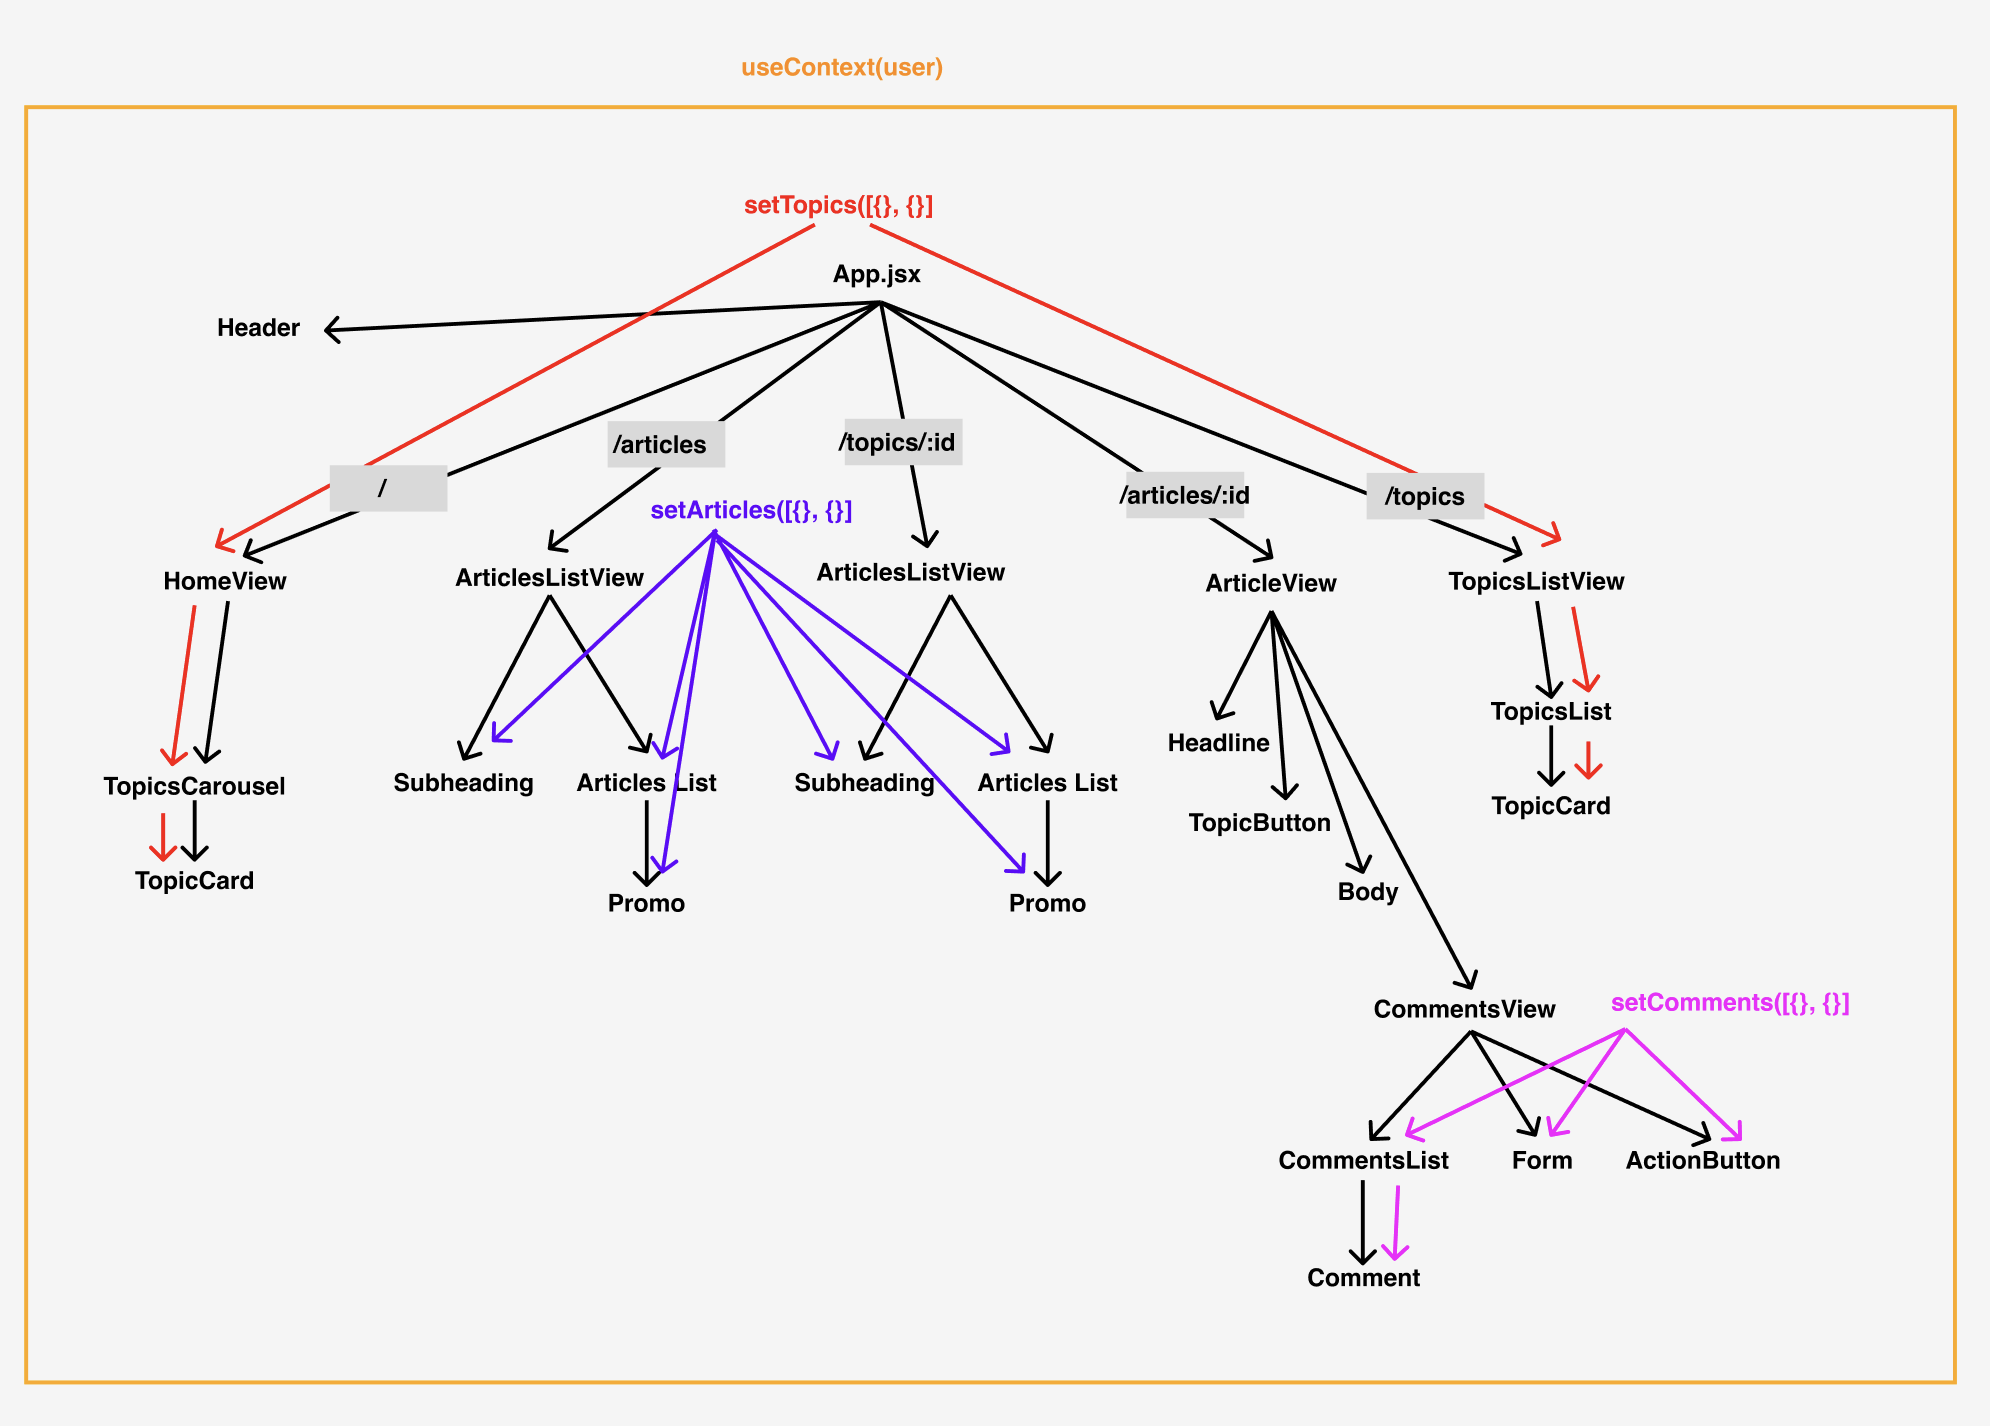 useContext(user)
setTopics([{}, {}]
App.jsx
Header
/articles
/topics/:id
/
/articles/:id
/topics
setArticles([{}, {}]
HomeView
ArticlesListView
ArticlesListView
ArticleView
TopicsListView
TopicsList
Headline
TopicsCarousel
Subheading
Articles List
Subheading
Articles List
TopicCard
TopicButton
TopicCard
Body
Promo
Promo
CommentsView
setComments([{}, {}]
CommentsList
Form
ActionButton
Comment